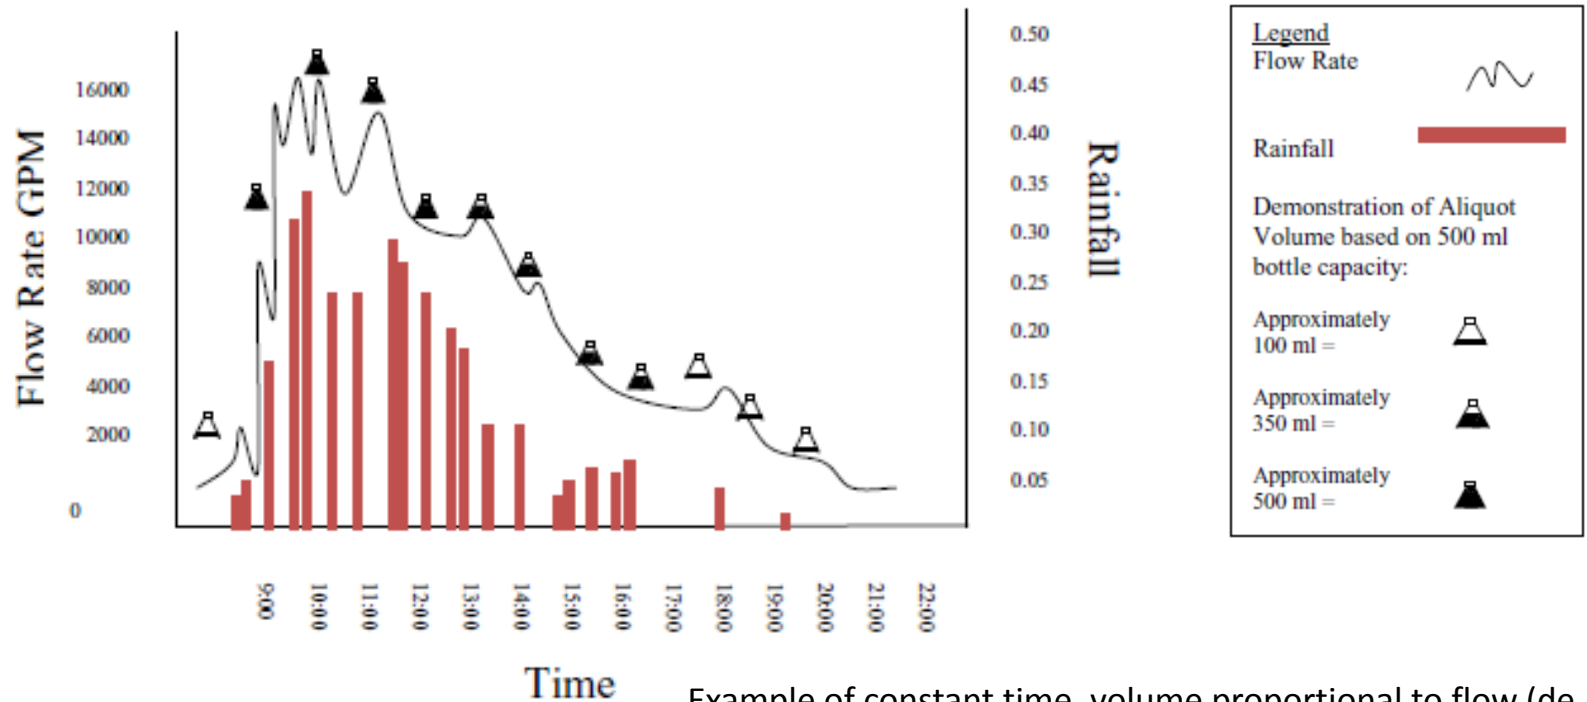 16000
14000
12000
10000
8000
6000
4000
2000
0
Flow Rate GPM
0.50
0.45
0.40
0.35
0.30
0.25
0.20
0.15
0.10
0.05
Rainfall
9:00
10:00
11:00
12:00
13:00
14:00
15:00
16:00
17:00
18:00
19:00
20:00
21:00
22:00
Time
Legend
Flow Rate
Rainfall
Demonstration of Aliquot
Volume based on 500 ml
bottle capacity:
Approximately
100 ml =
Approximately
350 ml =
Approximately
500 ml =
Example of constant time, volume proportional to flow (de